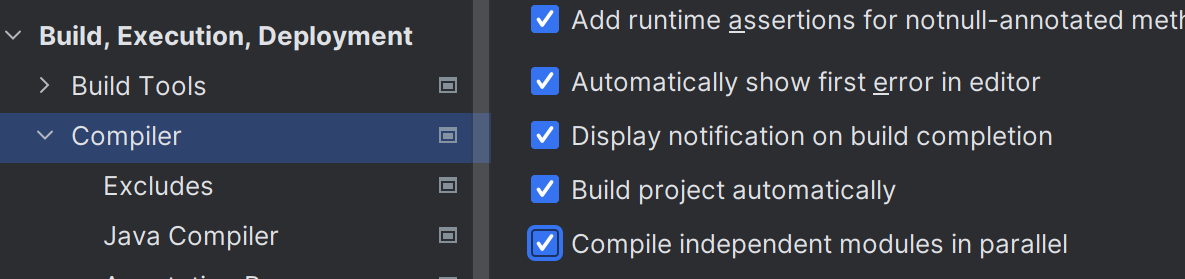 Build, Execution, Deployment
Build Tools
Compiler
Excludes
Java Compiler
Add runtime assertions for notnull-annotated
Automatically show first error in editor
Display notification on build completion
Build project automatically
Compile independent modules in parallel